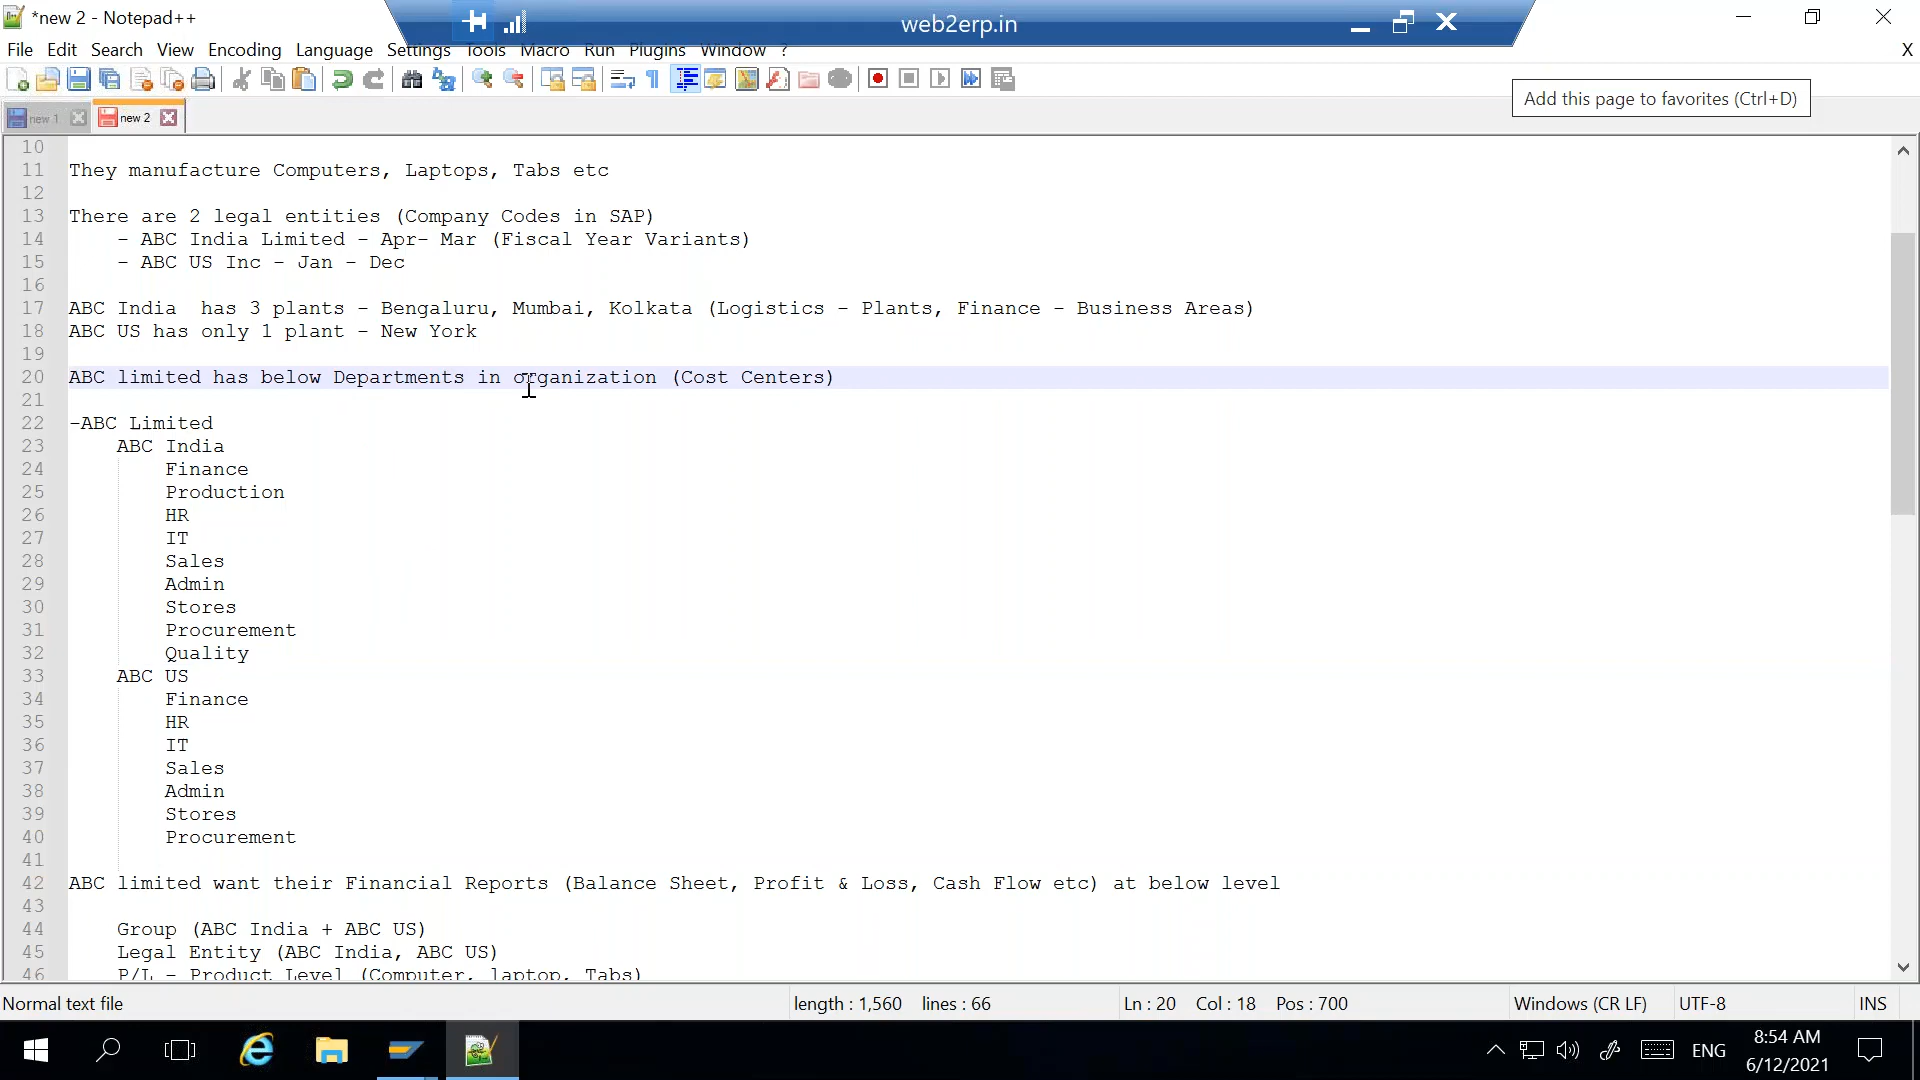 *new 2 - Notepad++
web2erp.in
File Edit Search View Encoding Language Settings Tools Macro Run Plugins Window ?
X
Add this page to favorites (Ctrl+D)
new 1
new 2
10
11 They manufacture Computers, Laptops, Tabs etc
12
13 There are 2 legal entities (Company Codes in SAP)
14 - ABC India Limited - Apr- Mar (Fiscal Year Variants)
15 - ABC US Inc - Jan - Dec
16
17 ABC India  has 3 plants - Bengaluru, Mumbai, Kolkata (Logistics - Plants, Finance - Business Areas)
18 ABC US has only 1 plant - New York
19
20 ABC limited has below Departments in organization (Cost Centers)
21
22 -ABC Limited
23 ABC India
24 Finance
25 Production
26 HR
27 IT
28 Sales
29 Admin
30 Stores
31 Procurement
32 Quality
33 ABC US
34 Finance
35 HR
36 IT
37 Sales
38 Admin
39 Stores
40 Procurement
41
42 ABC limited want their Financial Reports (Balance Sheet, Profit & Loss, Cash Flow etc) at below level
43
44 Group (ABC India + ABC US)
45 Legal Entity (ABC India, ABC US)
46 P/L - Product Level (Computer, laptop, Tabs)
Normal text file
length : 1,560 lines : 66
Ln : 20 Col : 18 Pos : 700
Windows (CR LF)
UTF-8
INS
ENG
8:54 AM
6/12/2021